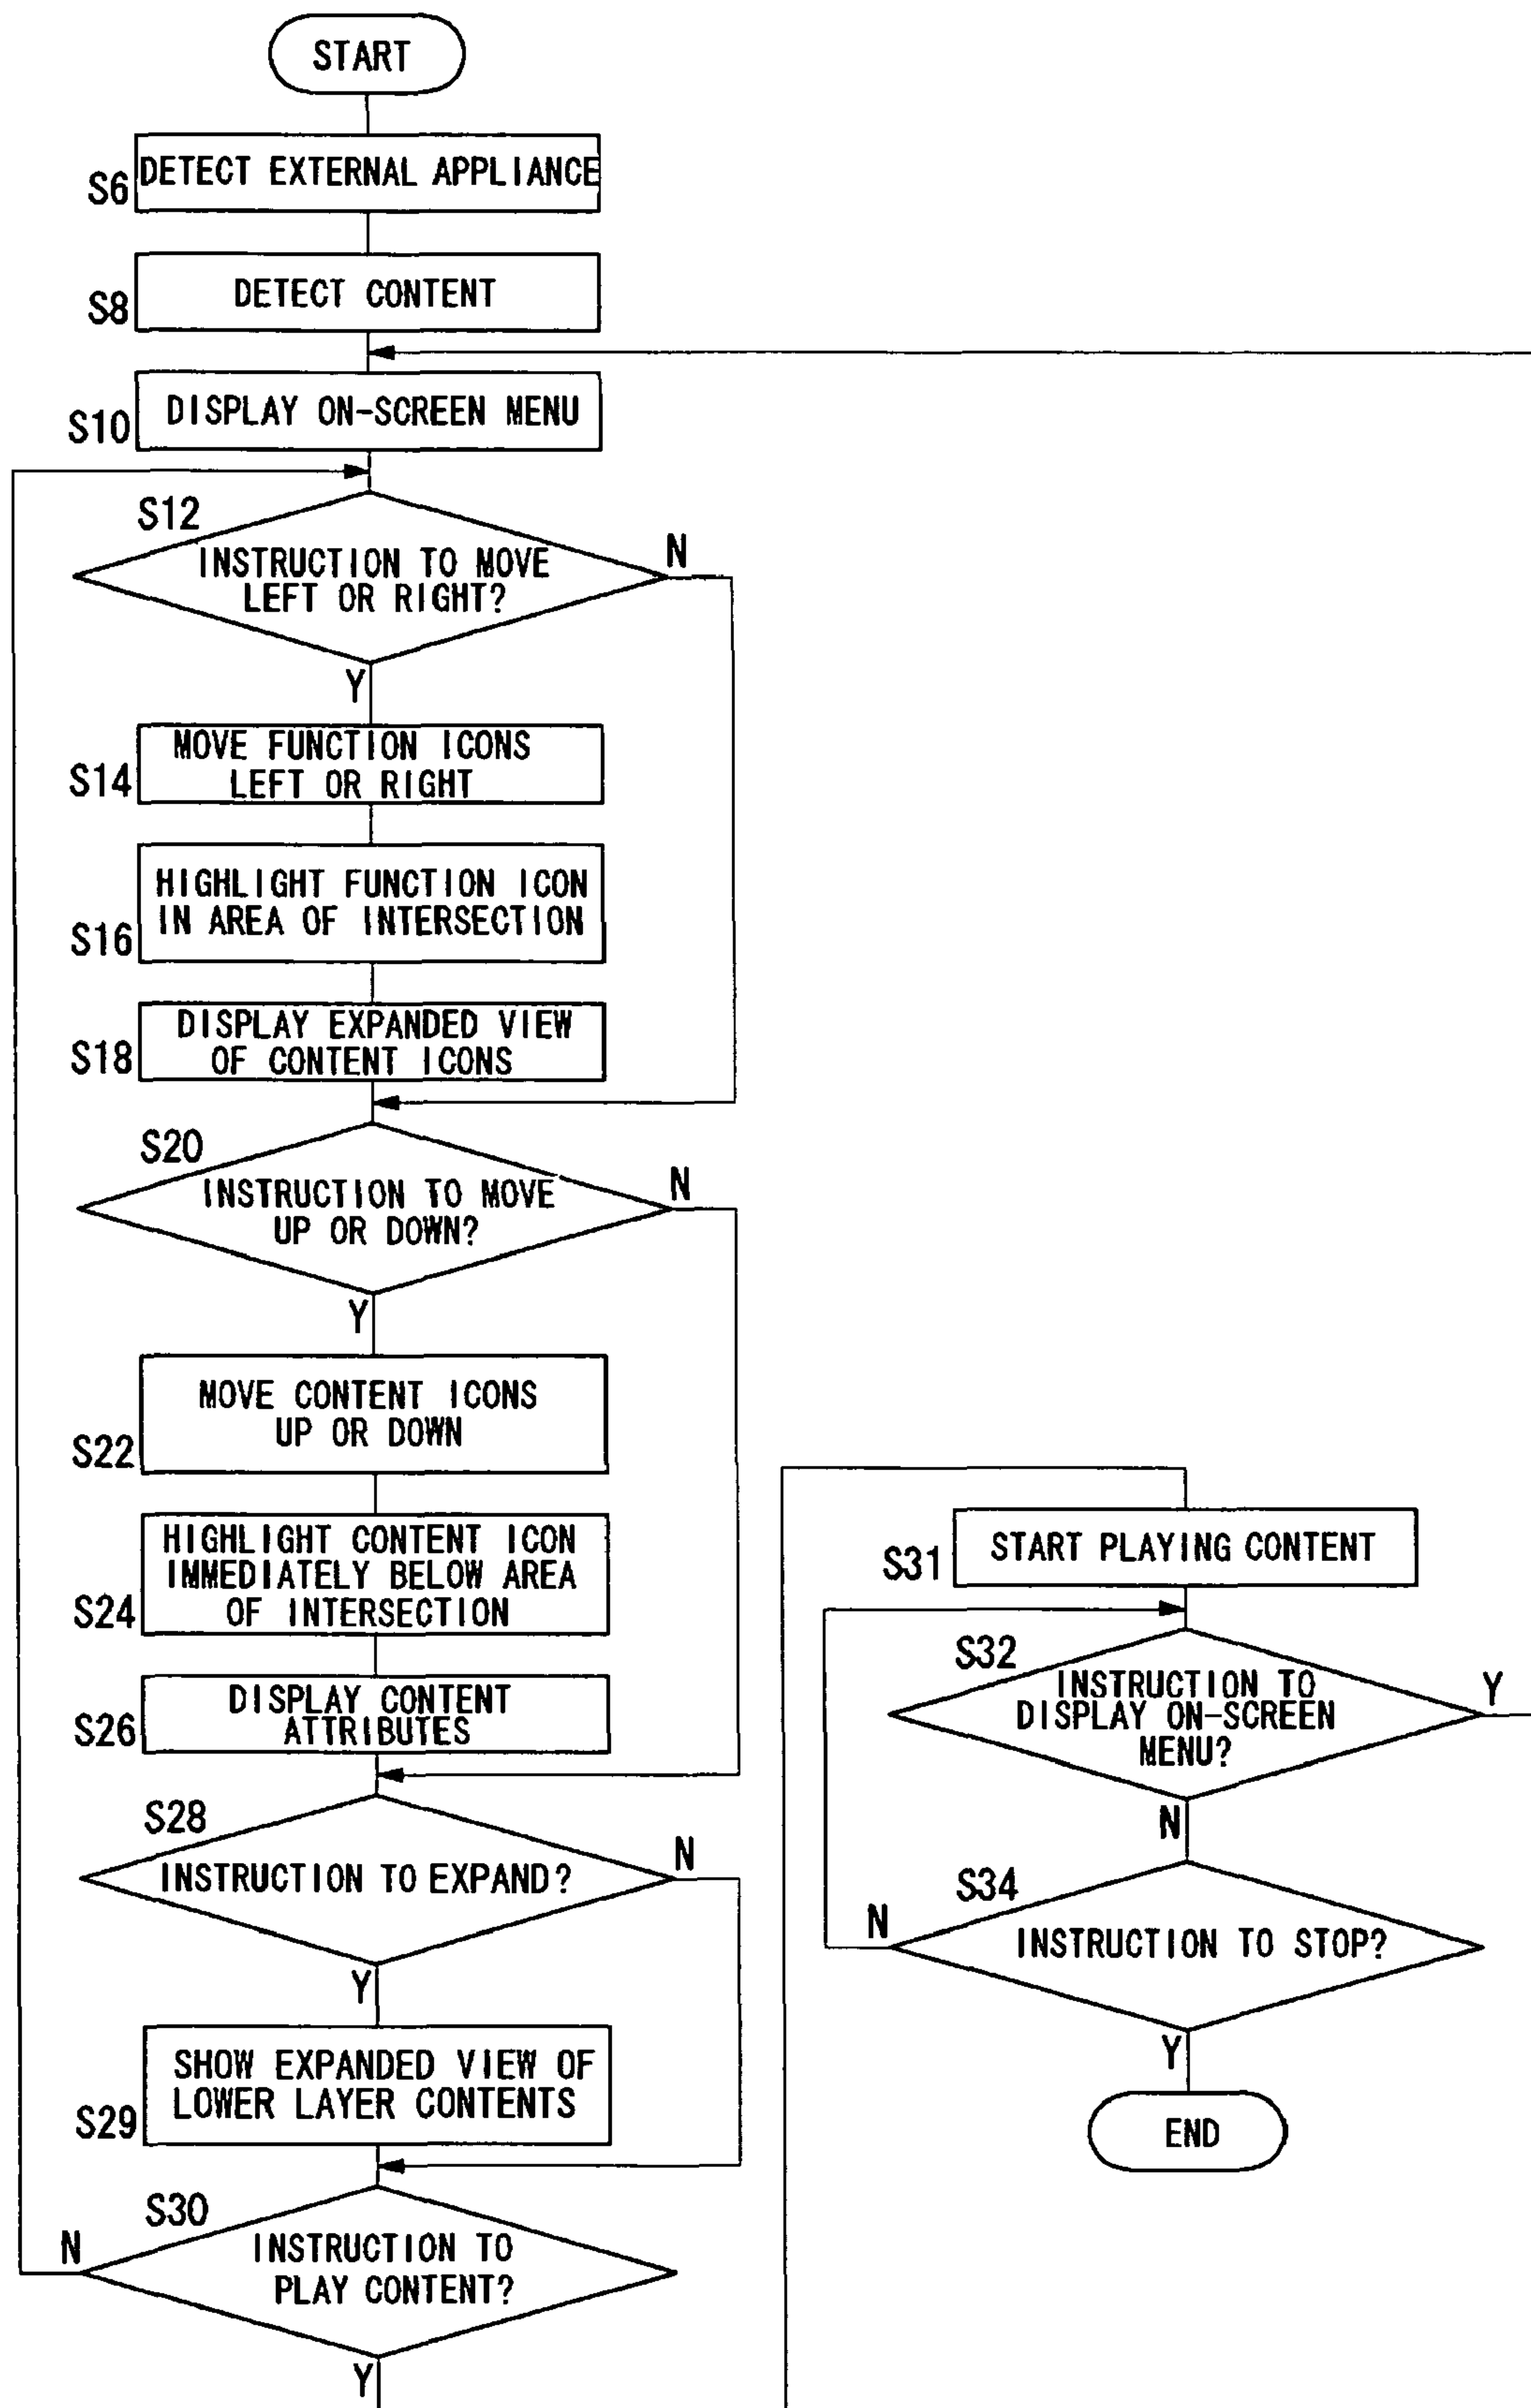 START
S6
DETECT EXTERNAL APPLIANCE
S8
DETECT CONTENT
S10
DISPLAY ON-SCREEN MENU
S12
INSTRUCTION TO MOVE
LEFT OR RIGHT?
N
Y
S14
MOVE FUNCTION ICONS
LEFT OR RIGHT
S16
HIGHLIGHT FUNCTION ICON
IN AREA OF INTERSECTION
S18
DISPLAY EXPANDED VIEW
OF CONTENT ICONS
S20
INSTRUCTION TO MOVE
UP OR DOWN?
N
Y
S22
MOVE CONTENT ICONS
UP OR DOWN
S24
HIGHLIGHT CONTENT ICON
IMMEDIATELY BELOW AREA
OF INTERSECTION
S26
DISPLAY CONTENT
ATTRIBUTES
S28
INSTRUCTION TO EXPAND?
N
Y
S29
SHOW EXPANDED VIEW OF
LOWER LAYER CONTENTS
S30
INSTRUCTION TO
PLAY CONTENT?
N
Y
S31
START PLAYING CONTENT
S32
INSTRUCTION TO
DISPLAY ON-SCREEN
MENU?
Y
N
S34
INSTRUCTION TO STOP?
N
Y
END